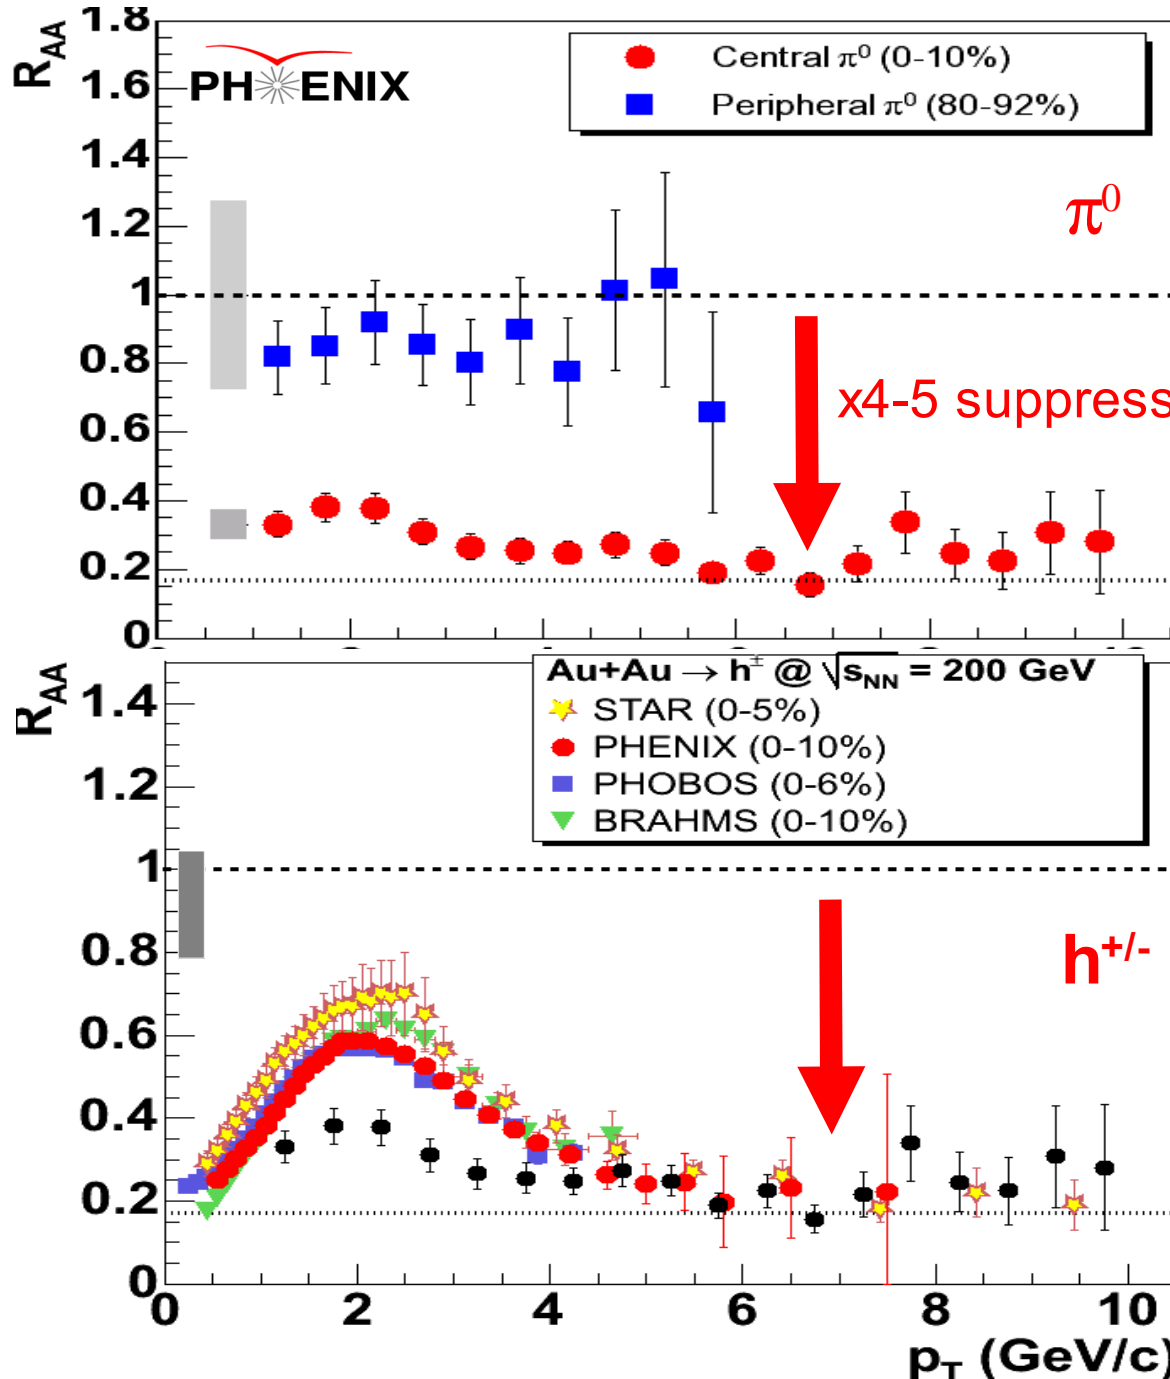 R_AA
1.8
1.6
1.4
1.2
1
0.8
0.6
0.4
0.2
0
PHENIX
Central π⁰ (0-10%)
Peripheral π⁰ (80-92%)
π⁰
x4-5 suppress
R_AA
1.4
1.2
1
0.8
0.6
0.4
0.2
0
Au+Au → h± @ √s_NN = 200 GeV
STAR (0-5%)
PHENIX (0-10%)
PHOBOS (0-6%)
BRAHMS (0-10%)
h⁺/⁻
0 2 4 6 8 10
p_T (GeV/c)